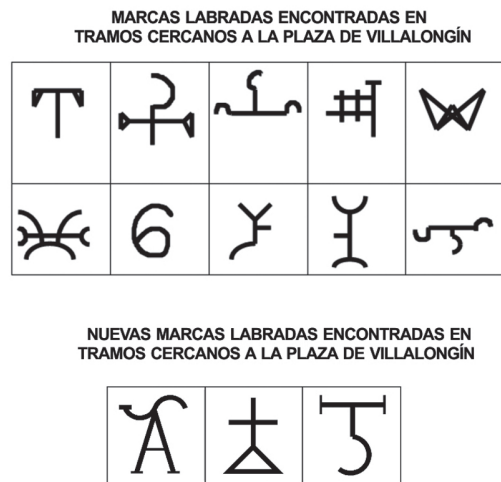 MARCAS LABRADAS ENCONTRADAS EN
TRAMOS CERCANOS A LA PLAZA DE VILLALONGÍN
NUEVAS MARCAS LABRADAS ENCONTRADAS EN
TRAMOS CERCANOS A LA PLAZA DE VILLALONGÍN